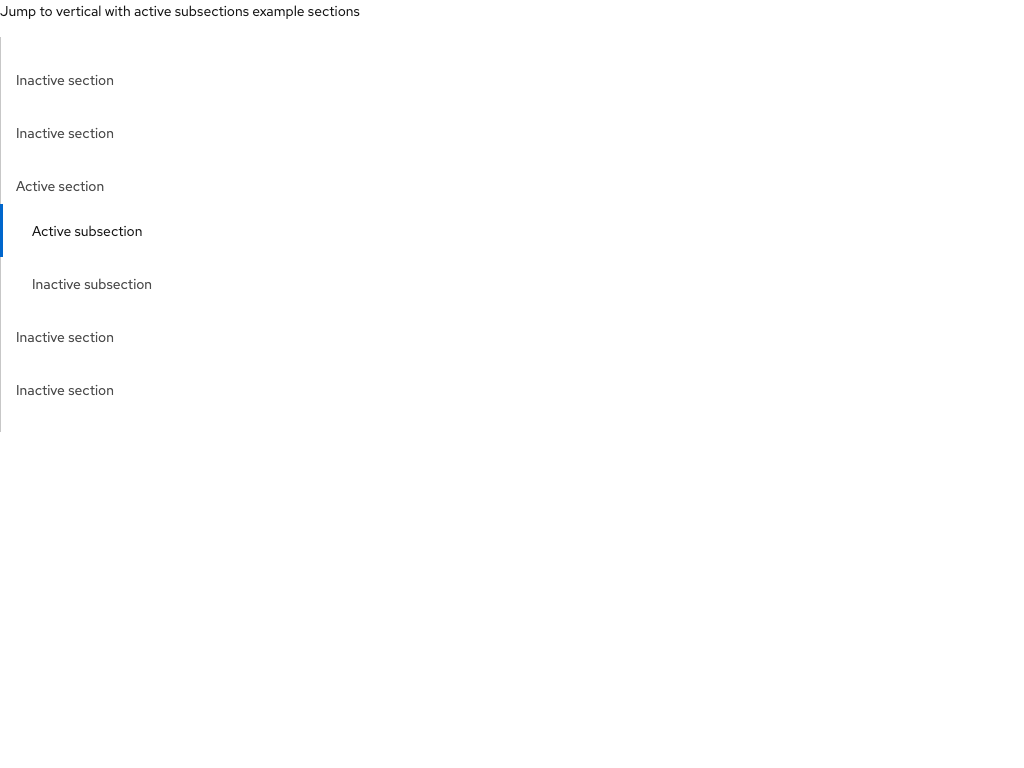 Jump to vertical with active subsections example sections
Inactive section
Inactive section
Active section
Active subsection
Inactive subsection
Inactive section
Inactive section